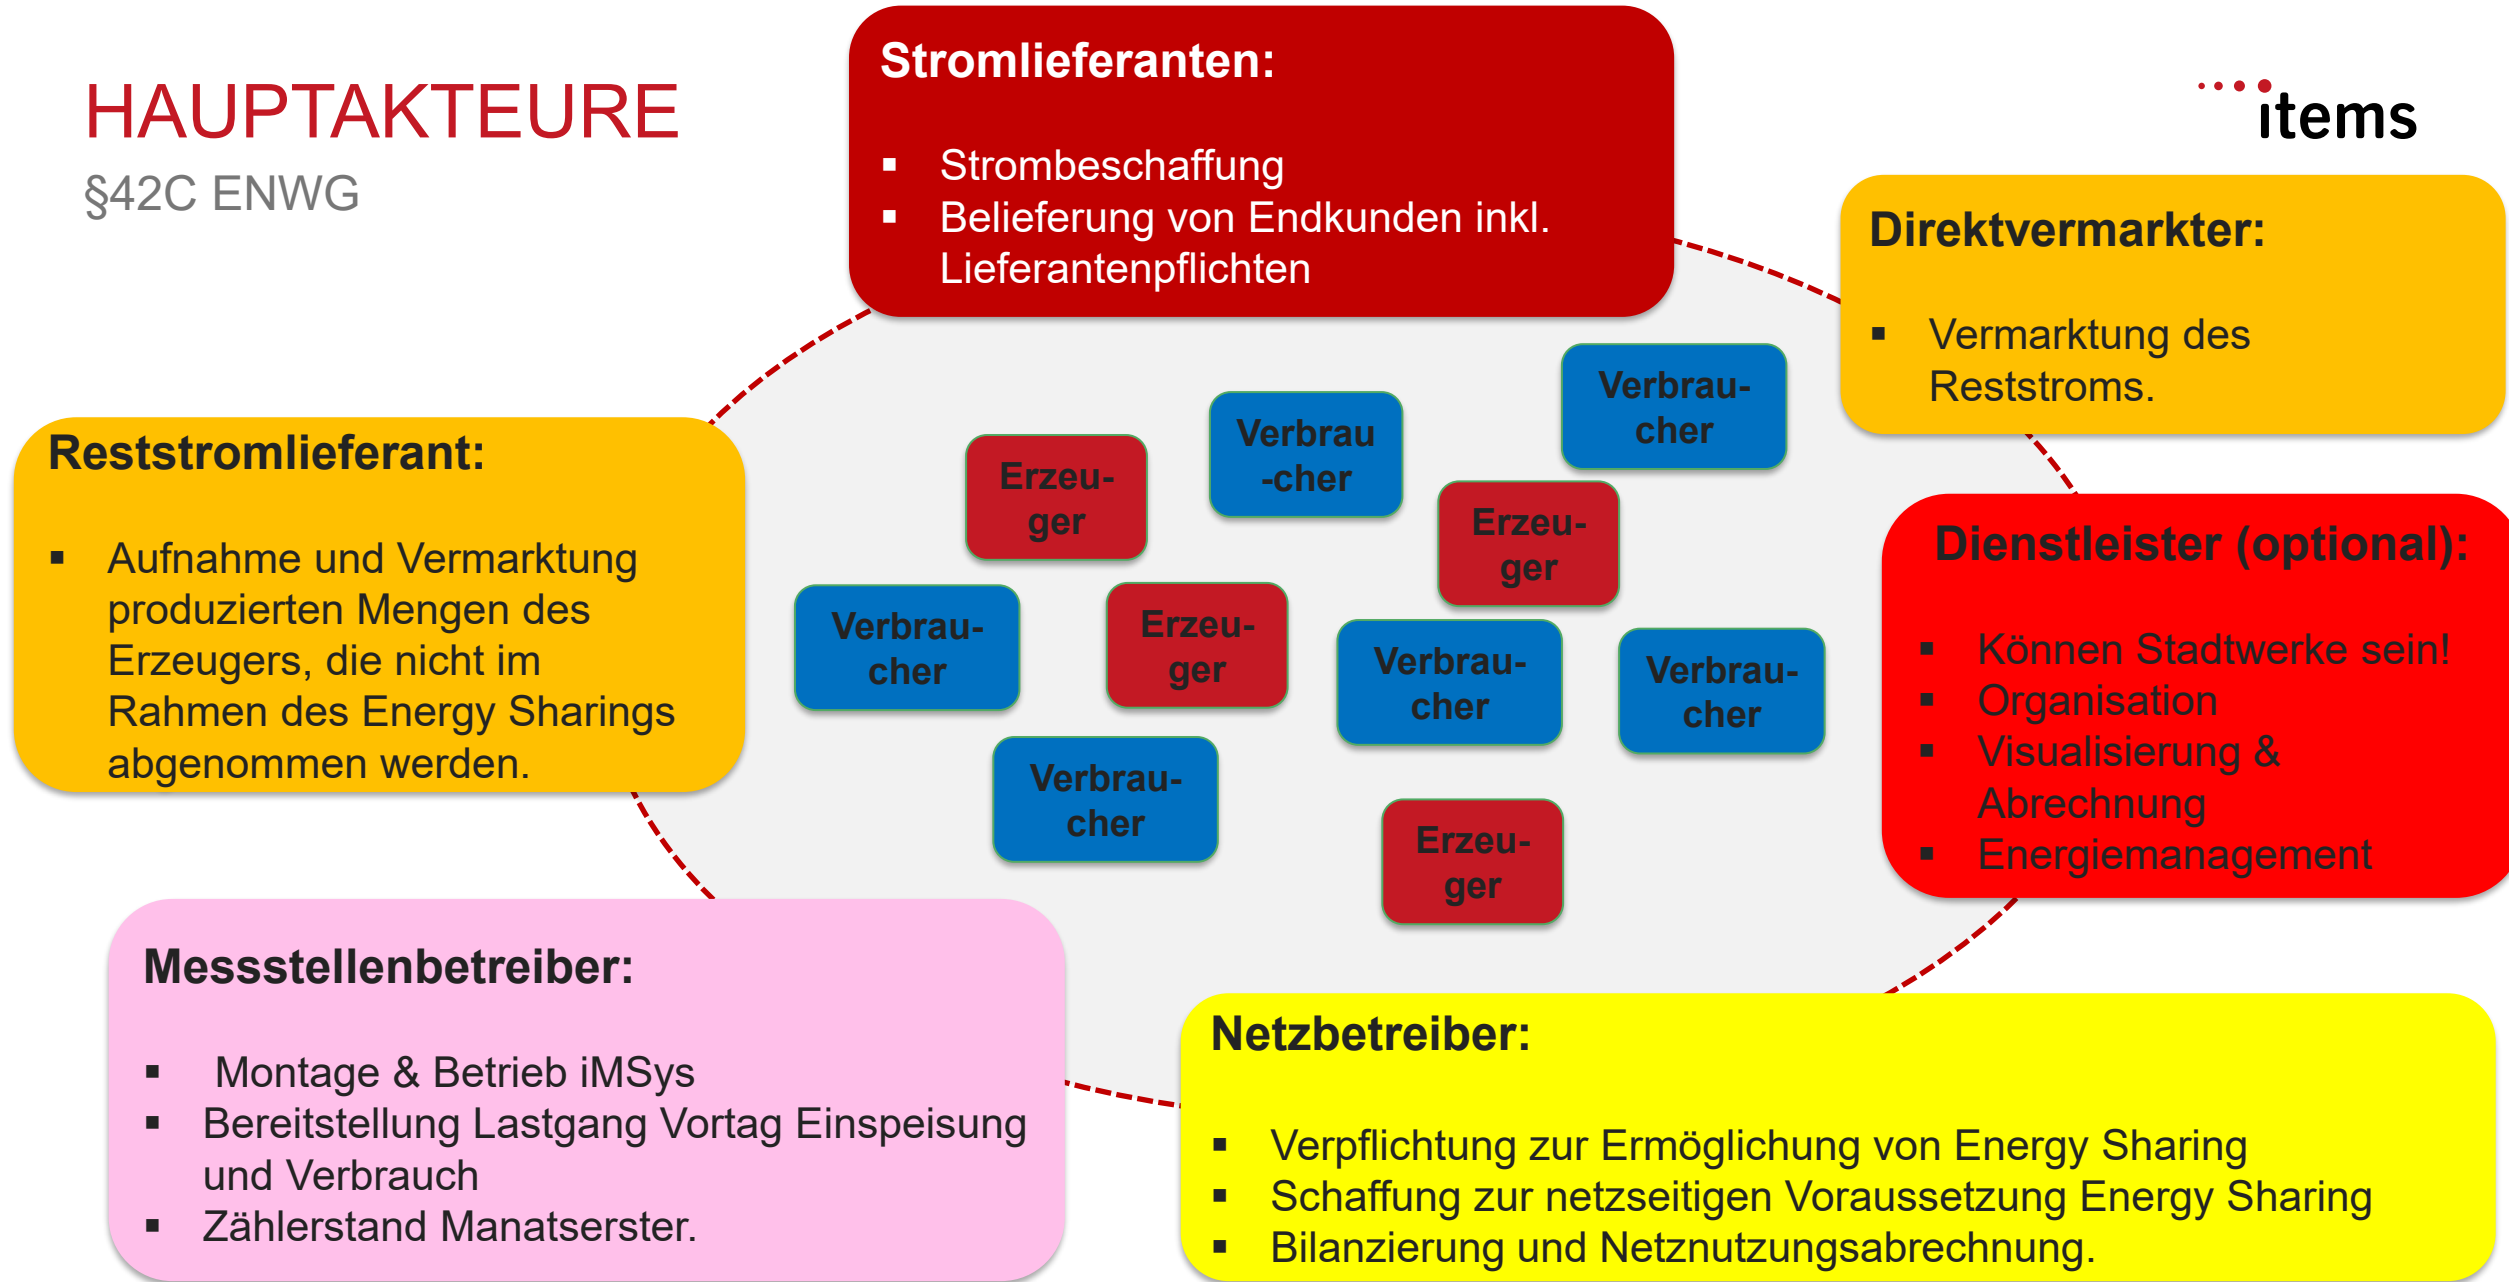 HAUPTAKTEURE
§42C ENWG
items
Stromlieferanten:
▪ Strombeschaffung
▪ Belieferung von Endkunden inkl.
Lieferantenpflichten
Direktvermarkter:
▪ Vermarktung des
Reststroms.
Reststromlieferant:
▪ Aufnahme und Vermarktung
produzierten Mengen des
Erzeugers, die nicht im
Rahmen des Energy Sharings
abgenommen werden.
Verbrau-
cher
Verbrau
-cher
Erzeu-
ger
Erzeu-
ger
Verbrau-
cher
Erzeu-
ger
Verbrau-
cher
Verbrau-
cher
Verbrau-
cher
Erzeu-
ger
Dienstleister (optional):
▪ Können Stadtwerke sein!
▪ Organisation
▪ Visualisierung &
Abrechnung
▪ Energiemanagement
Messstellenbetreiber:
▪ Montage & Betrieb iMSys
▪ Bereitstellung Lastgang Vortag Einspeisung
und Verbrauch
▪ Zählerstand Manatserster.
Netzbetreiber:
▪ Verpflichtung zur Ermöglichung von Energy Sharing
▪ Schaffung zur netzseitigen Voraussetzung Energy Sharing
▪ Bilanzierung und Netznutzungsabrechnung.